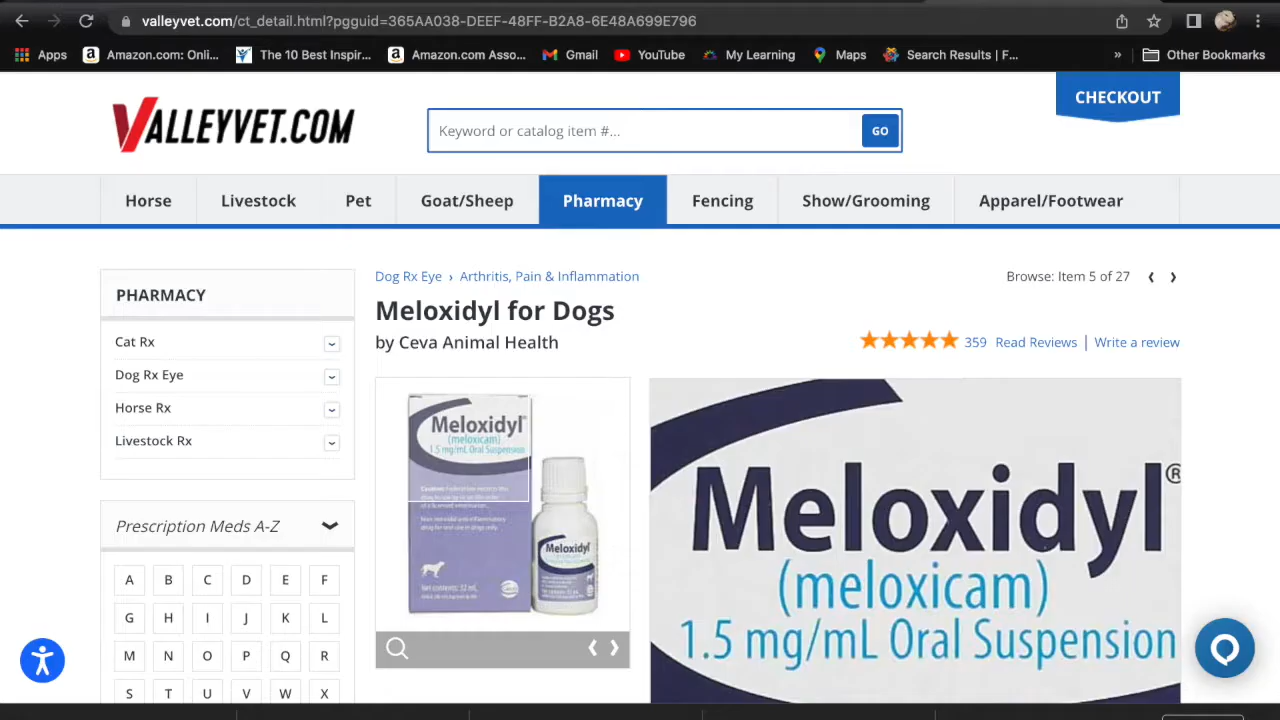 valleyvet.com/ct_detail.html?pgguid=365AA038-DEEF-48FF-B2A8-6E48A699E796
Apps Amazon.com: Onli... The 10 Best Inspir... Amazon.com Asso... Gmail YouTube My Learning Maps Search Results | F... » Other Bookmarks
VALLEYVET.COM
Keyword or catalog item #...
GO
CHECKOUT
Horse Livestock Pet Goat/Sheep Pharmacy Fencing Show/Grooming Apparel/Footwear
PHARMACY
Cat Rx
Dog Rx Eye
Horse Rx
Livestock Rx
Prescription Meds A-Z
A B C D E F
G H I J K L
M N O P Q R
S T U V W X
Dog Rx Eye › Arthritis, Pain & Inflammation
Browse: Item 5 of 27
Meloxidyl for Dogs
by Ceva Animal Health
359 Read Reviews | Write a review
Meloxidyl®
(meloxicam)
1.5 mg/mL Oral Suspension
Meloxidyl
Meloxidyl®
(meloxicam)
1.5 mg/mL Oral Suspension